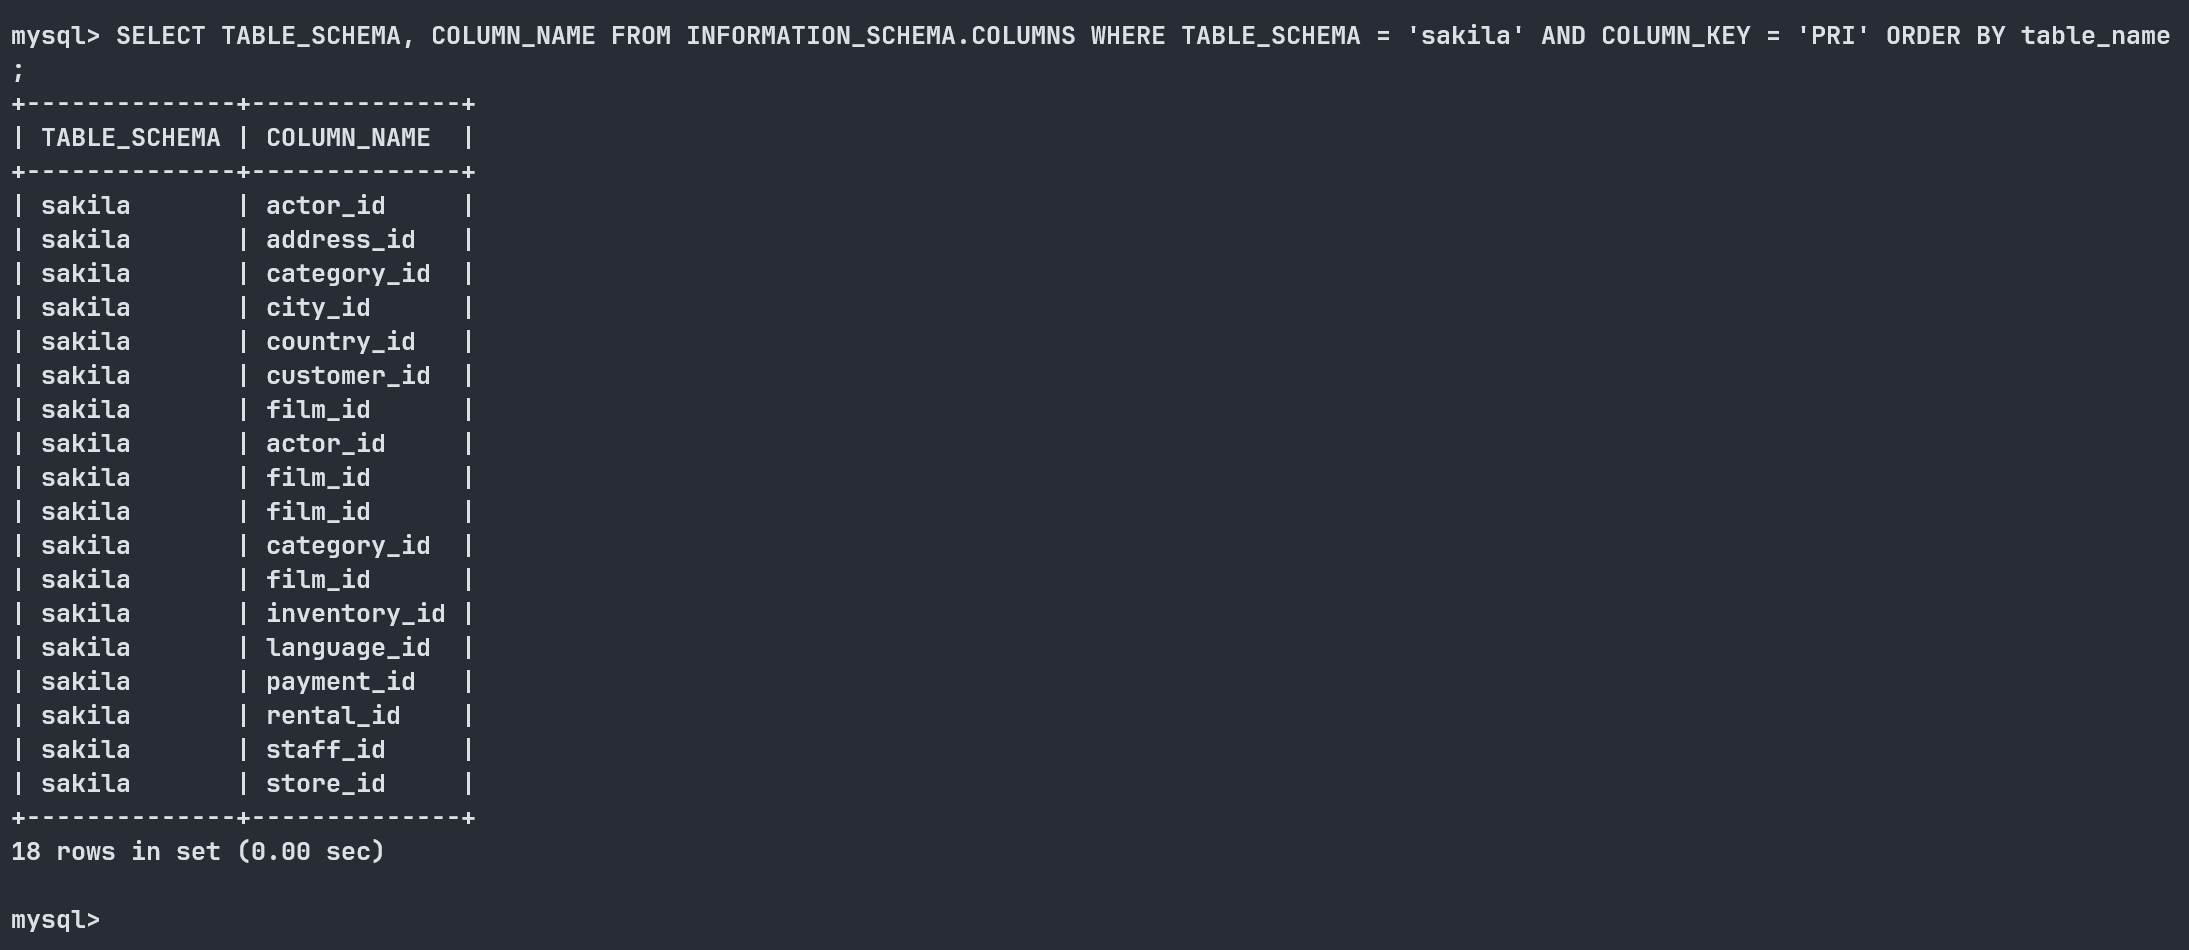 mysql> SELECT TABLE_SCHEMA, COLUMN_NAME FROM INFORMATION_SCHEMA.COLUMNS WHERE TABLE_SCHEMA = 'sakila' AND COLUMN_KEY = 'PRI' ORDER BY table_name
;
+--------------+--------------+
| TABLE_SCHEMA | COLUMN_NAME  |
+--------------+--------------+
| sakila       | actor_id     |
| sakila       | address_id   |
| sakila       | category_id  |
| sakila       | city_id      |
| sakila       | country_id   |
| sakila       | customer_id  |
| sakila       | film_id      |
| sakila       | actor_id     |
| sakila       | film_id      |
| sakila       | film_id      |
| sakila       | category_id  |
| sakila       | film_id      |
| sakila       | inventory_id |
| sakila       | language_id  |
| sakila       | payment_id   |
| sakila       | rental_id    |
| sakila       | staff_id     |
| sakila       | store_id     |
+--------------+--------------+
18 rows in set (0.00 sec)

mysql>